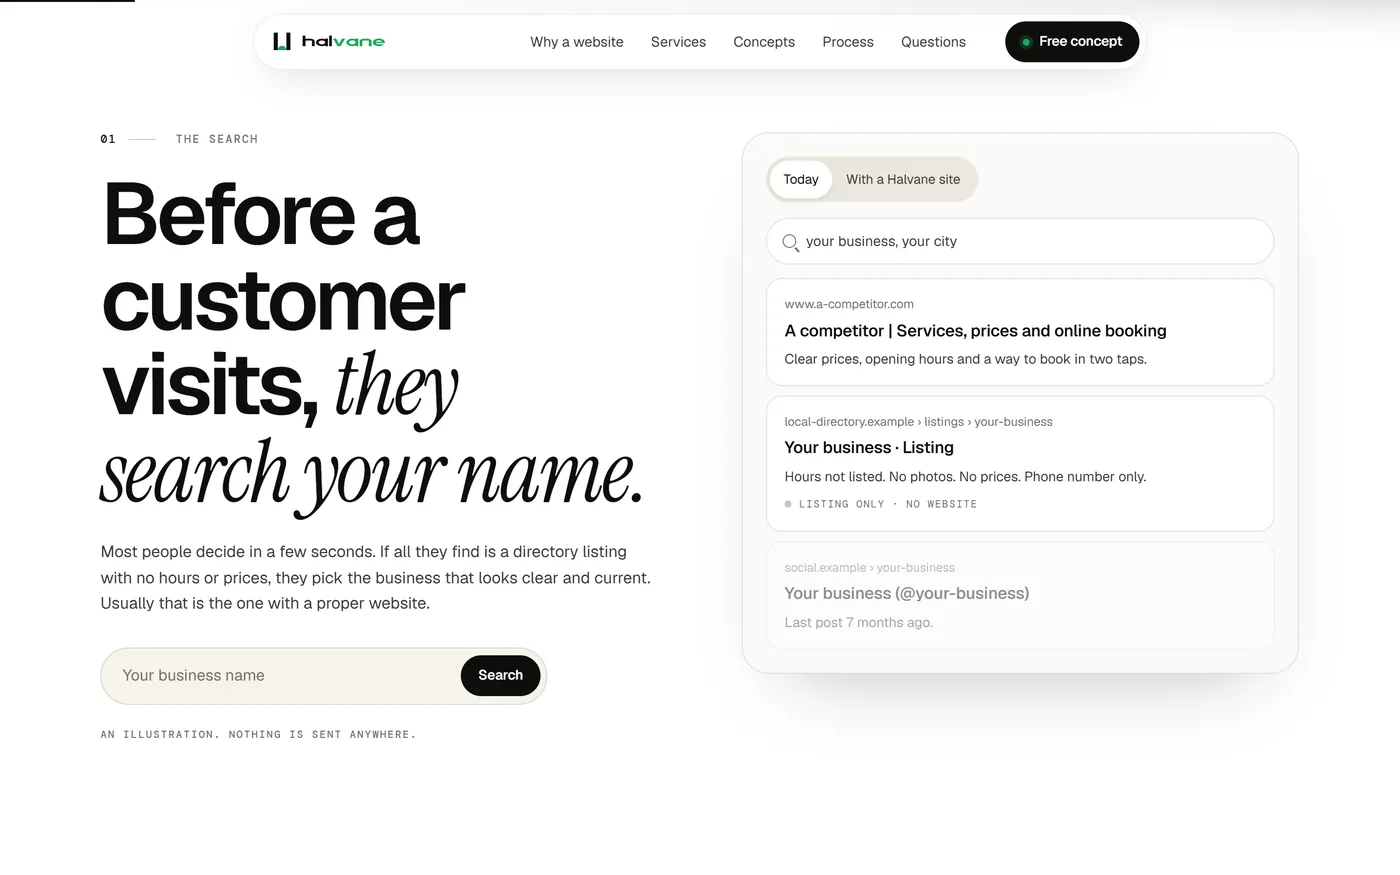 halvane
Why a website
Services
Concepts
Process
Questions
Free concept
01
THE SEARCH
Before a
customer
visits, they
search your name.
Most people decide in a few seconds. If all they find is a directory listing
with no hours or prices, they pick the business that looks clear and current.
Usually that is the one with a proper website.
Your business name
Search
AN ILLUSTRATION. NOTHING IS SENT ANYWHERE.
Today
With a Halvane site
your business, your city
www.a-competitor.com
A competitor | Services, prices and online booking
Clear prices, opening hours and a way to book in two taps.
local-directory.example › listings › your-business
Your business · Listing
Hours not listed. No photos. No prices. Phone number only.
LISTING ONLY · NO WEBSITE
social.example › your-business
Your business (@your-business)
Last post 7 months ago.